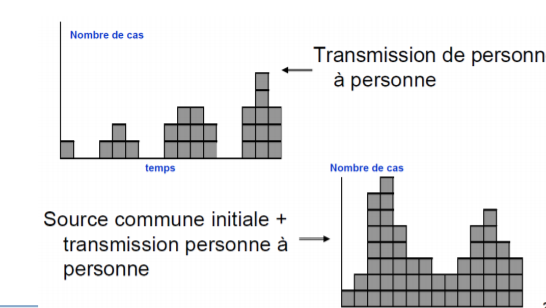 Nombre de cas
Transmission de personn
à personne
temps
Nombre de cas
Source commune initiale +
transmission personne à
personne